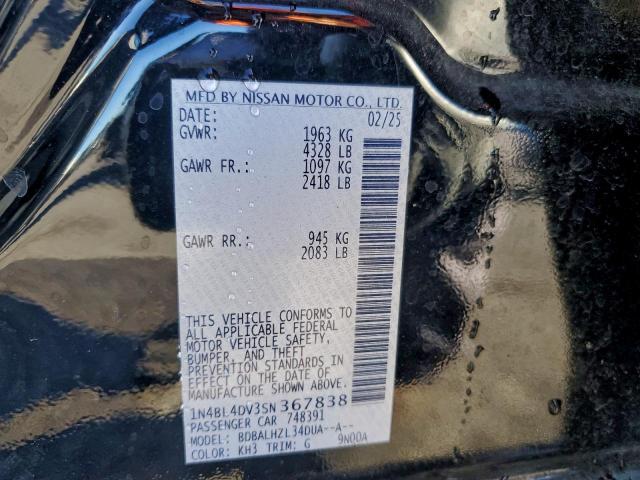 MFD BY NISSAN MOTOR CO., LTD.
DATE: 02/25
GVWR: 1963 KG
4328 LB
GAWR FR.: 1097 KG
2418 LB
GAWR RR.: 945 KG
2083 LB
THIS VEHICLE CONFORMS TO
ALL APPLICABLE FEDERAL
MOTOR VEHICLE SAFETY,
BUMPER, AND THEFT
PREVENTION STANDARDS IN
EFFECT ON THE DATE OF
MANUFACTURE SHOWN ABOVE.
1N4BL4DV3SN367838
PASSENGER CAR 748391
MODEL: BDBALHZL34DUA--A--
COLOR: KH3 TRIM: G 9N00A